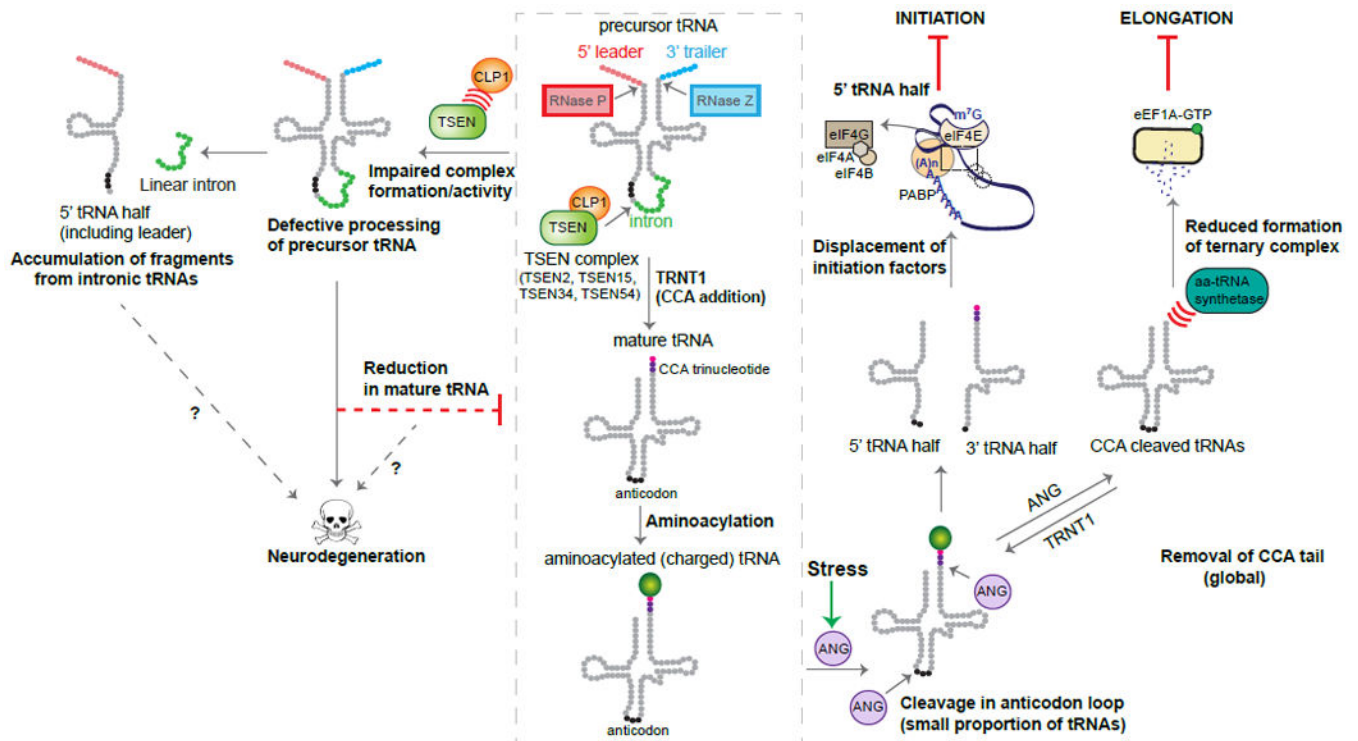 precursor tRNA
5' leader
3' trailer
RNase P
RNase Z
CLP1
TSEN
intron
TSEN complex
(TSEN2, TSEN15,
TSEN34, TSEN54)
TRNT1
(CCA addition)
mature tRNA
CCA trinucleotide
anticodon
Aminoacylation
aminoacylated (charged) tRNA
anticodon
CLP1
TSEN
Impaired complex
formation/activity
Defective processing
of precursor tRNA
Linear intron
5' tRNA half
(including leader)
Accumulation of fragments
from intronic tRNAs
Reduction
in mature tRNA
?
?
Neurodegeneration
INITIATION
5' tRNA half
m⁷G
eIF4E
eIF4G
eIF4A
eIF4B
(A)n
A
A
A
A
A
A
A
PABP
Displacement of
initiation factors
5' tRNA half
3' tRNA half
ELONGATION
eEF1A-GTP
Reduced formation
of ternary complex
aa-tRNA
synthetase
CCA cleaved tRNAs
ANG
TRNT1
Removal of CCA tail
(global)
Stress
ANG
ANG
ANG
Cleavage in anticodon loop
(small proportion of tRNAs)